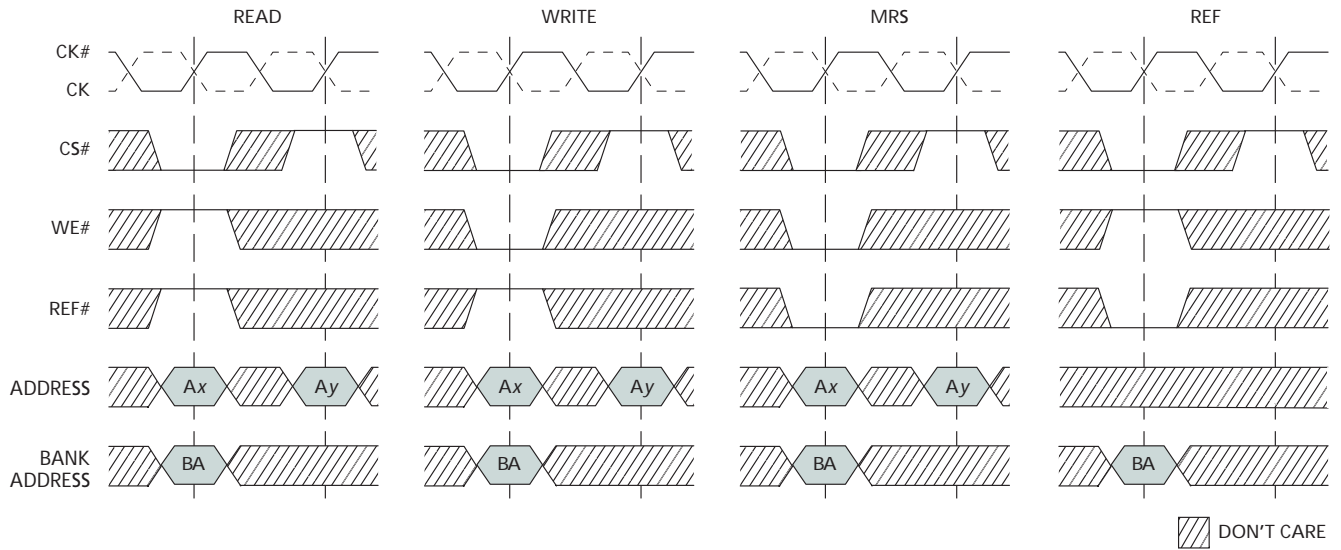 READ WRITE MRS REF
CK#
CK
CS#
WE#
REF#
ADDRESS Ax Ay Ax Ay Ax Ay
BANK
ADDRESS BA BA BA BA
DON'T CARE